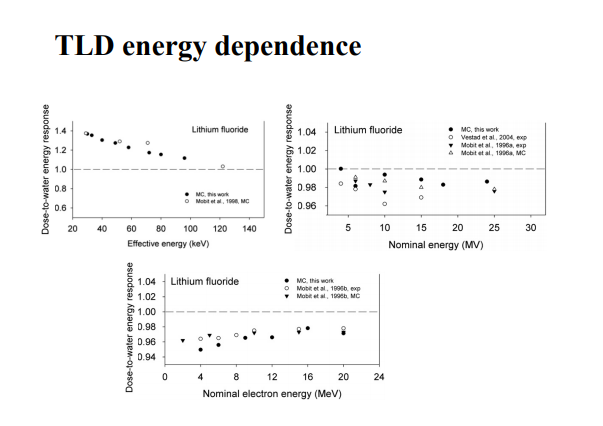 TLD energy dependence
Dose-to-water energy response
1.4
1.2
1.0
0.8
0.6
Lithium fluoride
MC, this work
Mobit et al., 1998, MC
20 40 60 80 100 120 140
Effective energy (keV)
Dose-to-water energy response
1.04
1.02
1.00
0.98
0.96
Lithium fluoride
MC, this work
Vestad et al., 2004, exp
Mobit et al., 1996a, exp
Mobit et al., 1996a, MC
5 10 15 20 25 30
Nominal energy (MV)
Dose-to-water energy response
1.04
1.02
1.00
0.98
0.96
0.94
Lithium fluoride
MC, this work
Mobit et al., 1996b, exp
Mobit et al., 1996b, MC
0 4 8 12 16 20 24
Nominal electron energy (MeV)